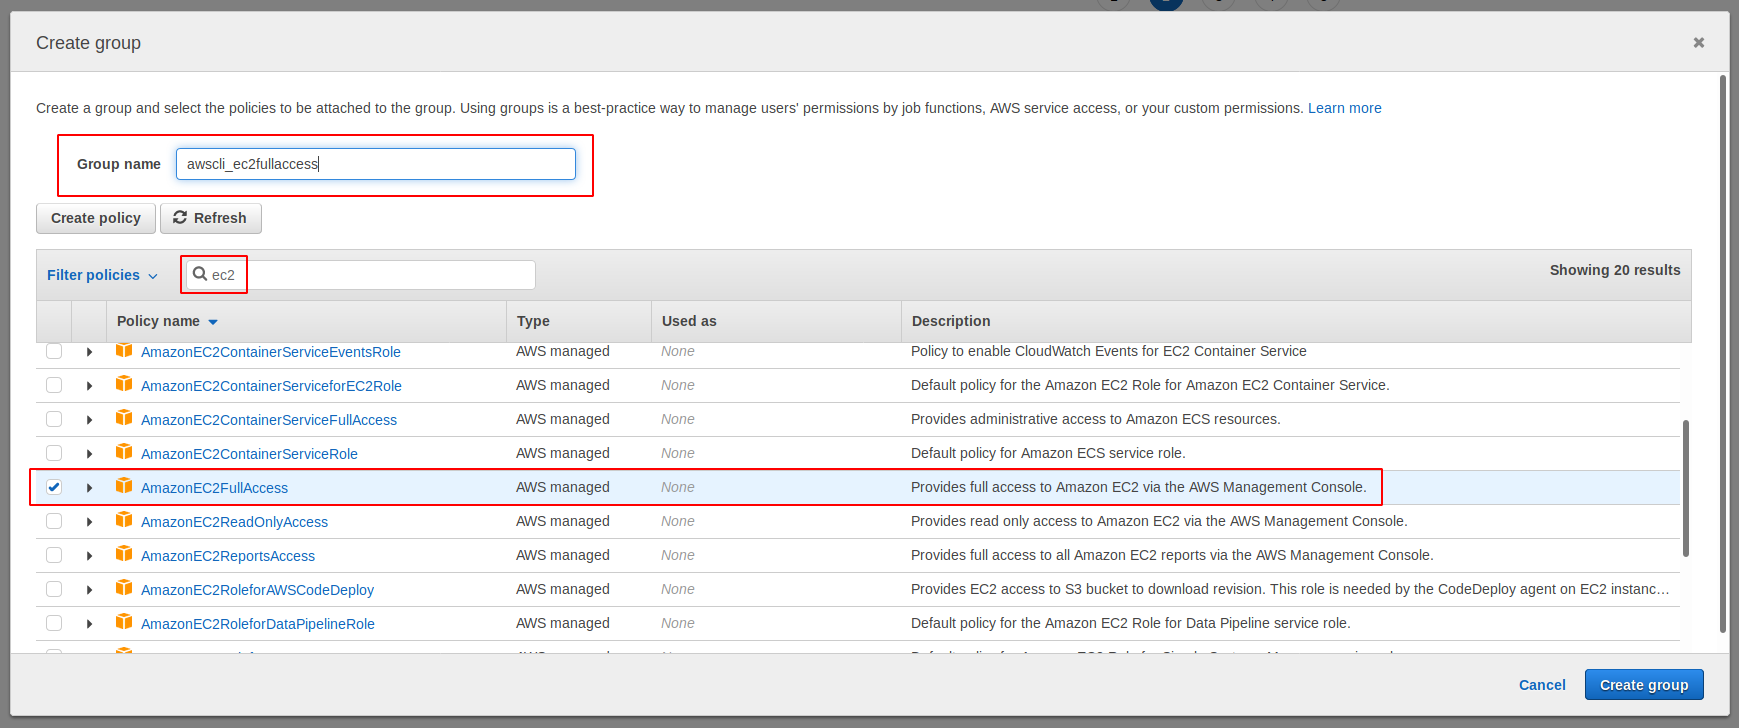 Create group
Create a group and select the policies to be attached to the group. Using groups is a best-practice way to manage users' permissions by job functions, AWS service access, or your custom permissions. Learn more
Group name awscli_ec2fullaccess
Create policy Refresh
Filter policies ec2 Showing 20 results
Policy name Type Used as Description
AmazonEC2ContainerServiceEventsRole AWS managed None Policy to enable CloudWatch Events for EC2 Container Service
AmazonEC2ContainerServiceforEC2Role AWS managed None Default policy for the Amazon EC2 Role for Amazon EC2 Container Service.
AmazonEC2ContainerServiceFullAccess AWS managed None Provides administrative access to Amazon ECS resources.
AmazonEC2ContainerServiceRole AWS managed None Default policy for Amazon ECS service role.
AmazonEC2FullAccess AWS managed None Provides full access to Amazon EC2 via the AWS Management Console.
AmazonEC2ReadOnlyAccess AWS managed None Provides read only access to Amazon EC2 via the AWS Management Console.
AmazonEC2ReportsAccess AWS managed None Provides full access to all Amazon EC2 reports via the AWS Management Console.
AmazonEC2RoleforAWSCodeDeploy AWS managed None Provides EC2 access to S3 bucket to download revision. This role is needed by the CodeDeploy agent on EC2 instanc…
AmazonEC2RoleforDataPipelineRole AWS managed None Default policy for the Amazon EC2 Role for Data Pipeline service role.
Cancel Create group